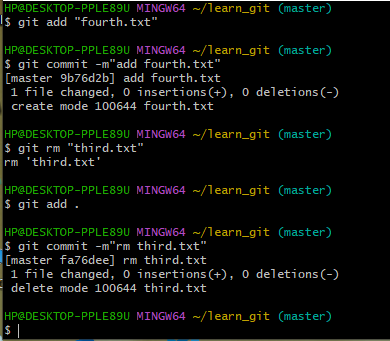 HP@DESKTOP-PPLE89U MINGW64 ~/learn_git (master)
$ git add "fourth.txt"
HP@DESKTOP-PPLE89U MINGW64 ~/learn_git (master)
$ git commit -m"add fourth.txt"
[master 9b76d2b] add fourth.txt
1 file changed, 0 insertions(+), 0 deletions(-)
create mode 100644 fourth.txt
HP@DESKTOP-PPLE89U MINGW64 ~/learn_git (master)
$ git rm "third.txt"
rm 'third.txt'
HP@DESKTOP-PPLE89U MINGW64 ~/learn_git (master)
$ git add .
HP@DESKTOP-PPLE89U MINGW64 ~/learn_git (master)
$ git commit -m"rm third.txt"
[master fa76dee] rm third.txt
1 file changed, 0 insertions(+), 0 deletions(-)
delete mode 100644 third.txt
HP@DESKTOP-PPLE89U MINGW64 ~/learn_git (master)
$